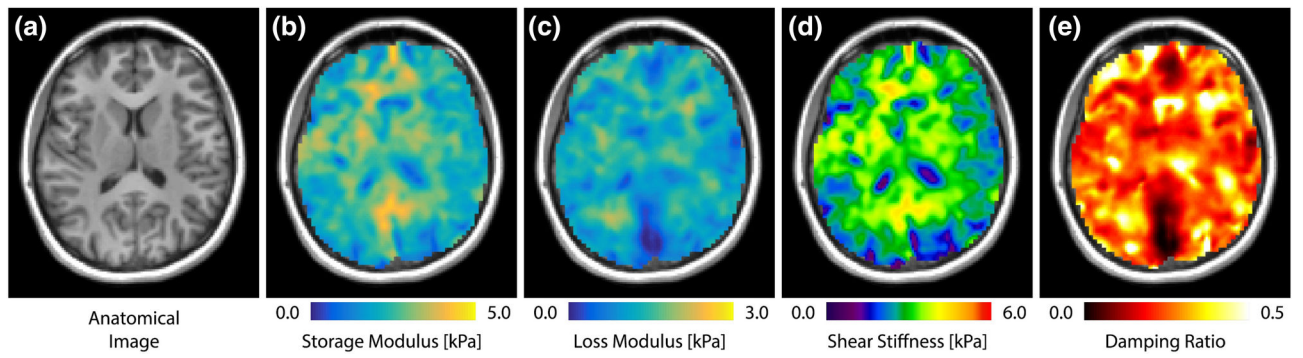 (a) (b) (c) (d) (e)
0.0 5.0 0.0 3.0 0.0 6.0 0.0 0.5
Anatomical
Image
Storage Modulus [kPa] Loss Modulus [kPa] Shear Stiffness [kPa] Damping Ratio